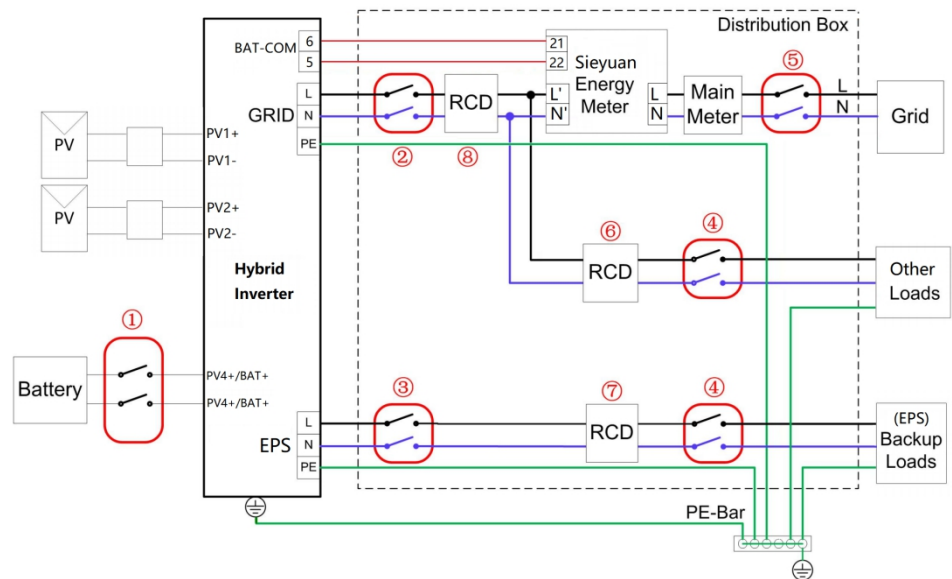 Distribution Box
BAT-COM
6
5
21
22
Sieyuan
Energy
Meter
L'
N'
L
N
Main
Meter
⑤
L
N
Grid
GRID
L
N
PE
②
RCD
⑧
PV
PV1+
PV1-
PV
PV2+
PV2-
Hybrid
Inverter
⑥
RCD
④
Other
Loads
①
Battery
PV4+/BAT+
PV4+/BAT+
EPS
L
N
PE
③
⑦
RCD
④
(EPS)
Backup
Loads
PE-Bar